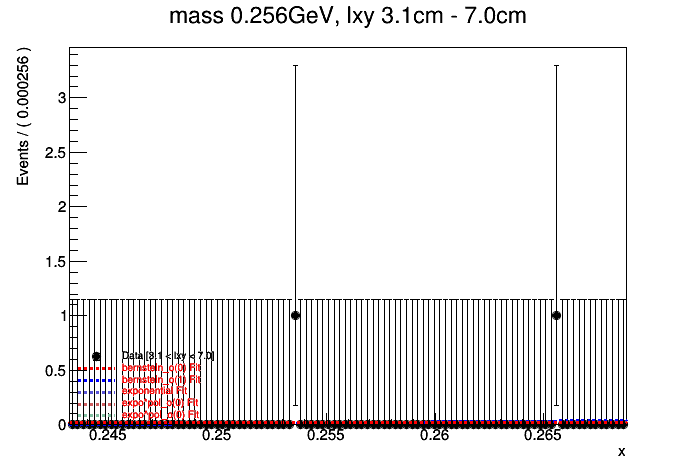 mass 0.256GeV, lxy 3.1cm - 7.0cm
Events / ( 0.000256 )
3
2.5
2
1.5
1
0.5
0
Data [3.1 < lxy < 7.0]
bernstein_o(0) Fit
bernstein_o(1) Fit
exponential Fit
expo*pol_o(0) Fit
expo*pol_o(1) Fit
0.245 0.25 0.255 0.26 0.265
x